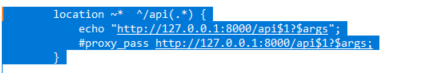 location ~*  ^/api(.*) {
echo "http://127.0.0.1:8000/api$1?$args";
#proxy_pass http://127.0.0.1:8000/api$1?$args;
}